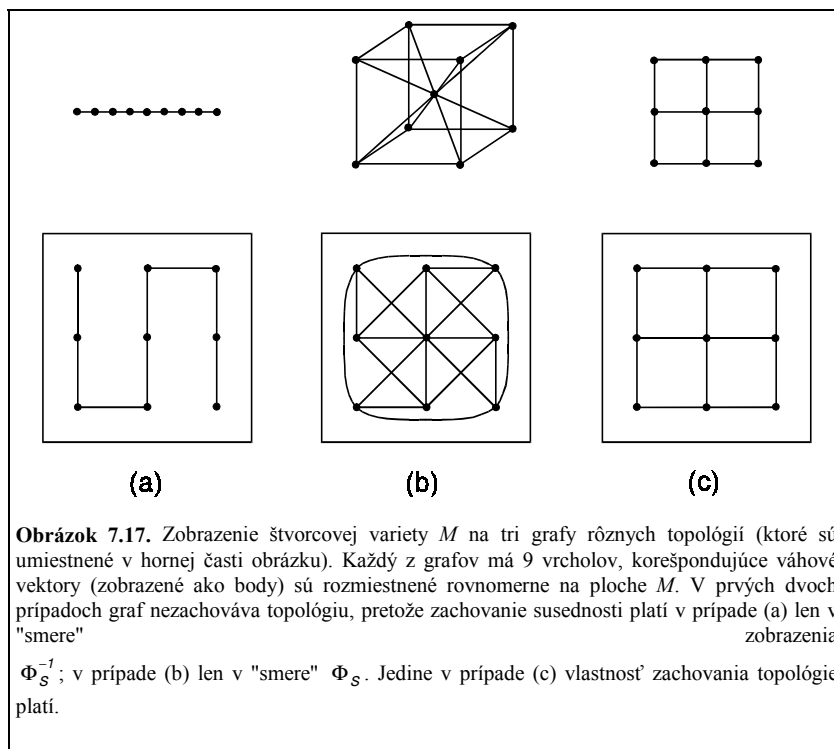 (a) (b) (c)
Obrázok 7.17. Zobrazenie štvorcovej variety M na tri grafy rôznych topológií (ktoré sú
umiestnené v hornej časti obrázku). Každý z grafov má 9 vrcholov, korešpondujúce váhové
vektory (zobrazené ako body) sú rozmiestnené rovnomerne na ploche M. V prvých dvoch
prípadoch graf nezachováva topológiu, pretože zachovanie susednosti platí v prípade (a) len v
"smere" zobrazenia
Φ_S^{-1}; v prípade (b) len v "smere" Φ_S. Jedine v prípade (c) vlastnosť zachovania topológie
platí.